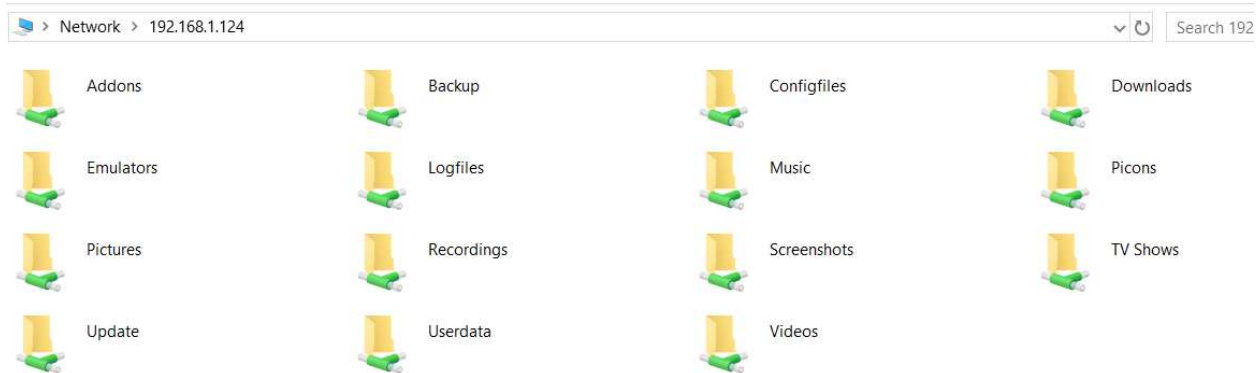 Network > 192.168.1.124 Search 192
Addons Backup Configfiles Downloads
Emulators Logfiles Music Picons
Pictures Recordings Screenshots TV Shows
Update Userdata Videos